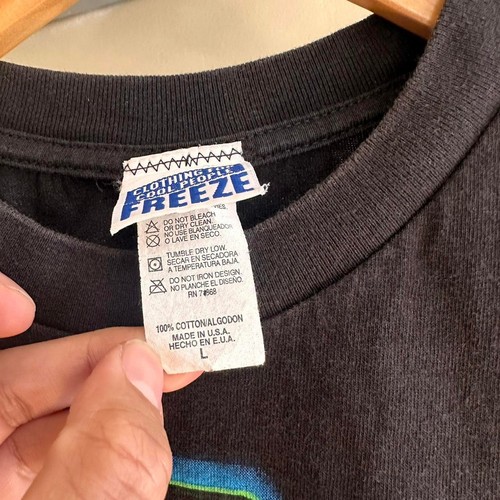 CLOTHING FOR
COOL PEOPLE
FREEZE
DO NOT BLEACH
OR DRY CLEAN.
NO USE BLANQUEADOR
O LAVE EN SECO.
TUMBLE DRY LOW.
SECAR EN SECADORA
A TEMPERATURA BAJA.
DO NOT IRON DESIGN.
NO PLANCHE EL DISEÑO.
RN
100% COTTON/ALGODON
MADE IN U.S.A.
HECHO EN E.U.A.
L